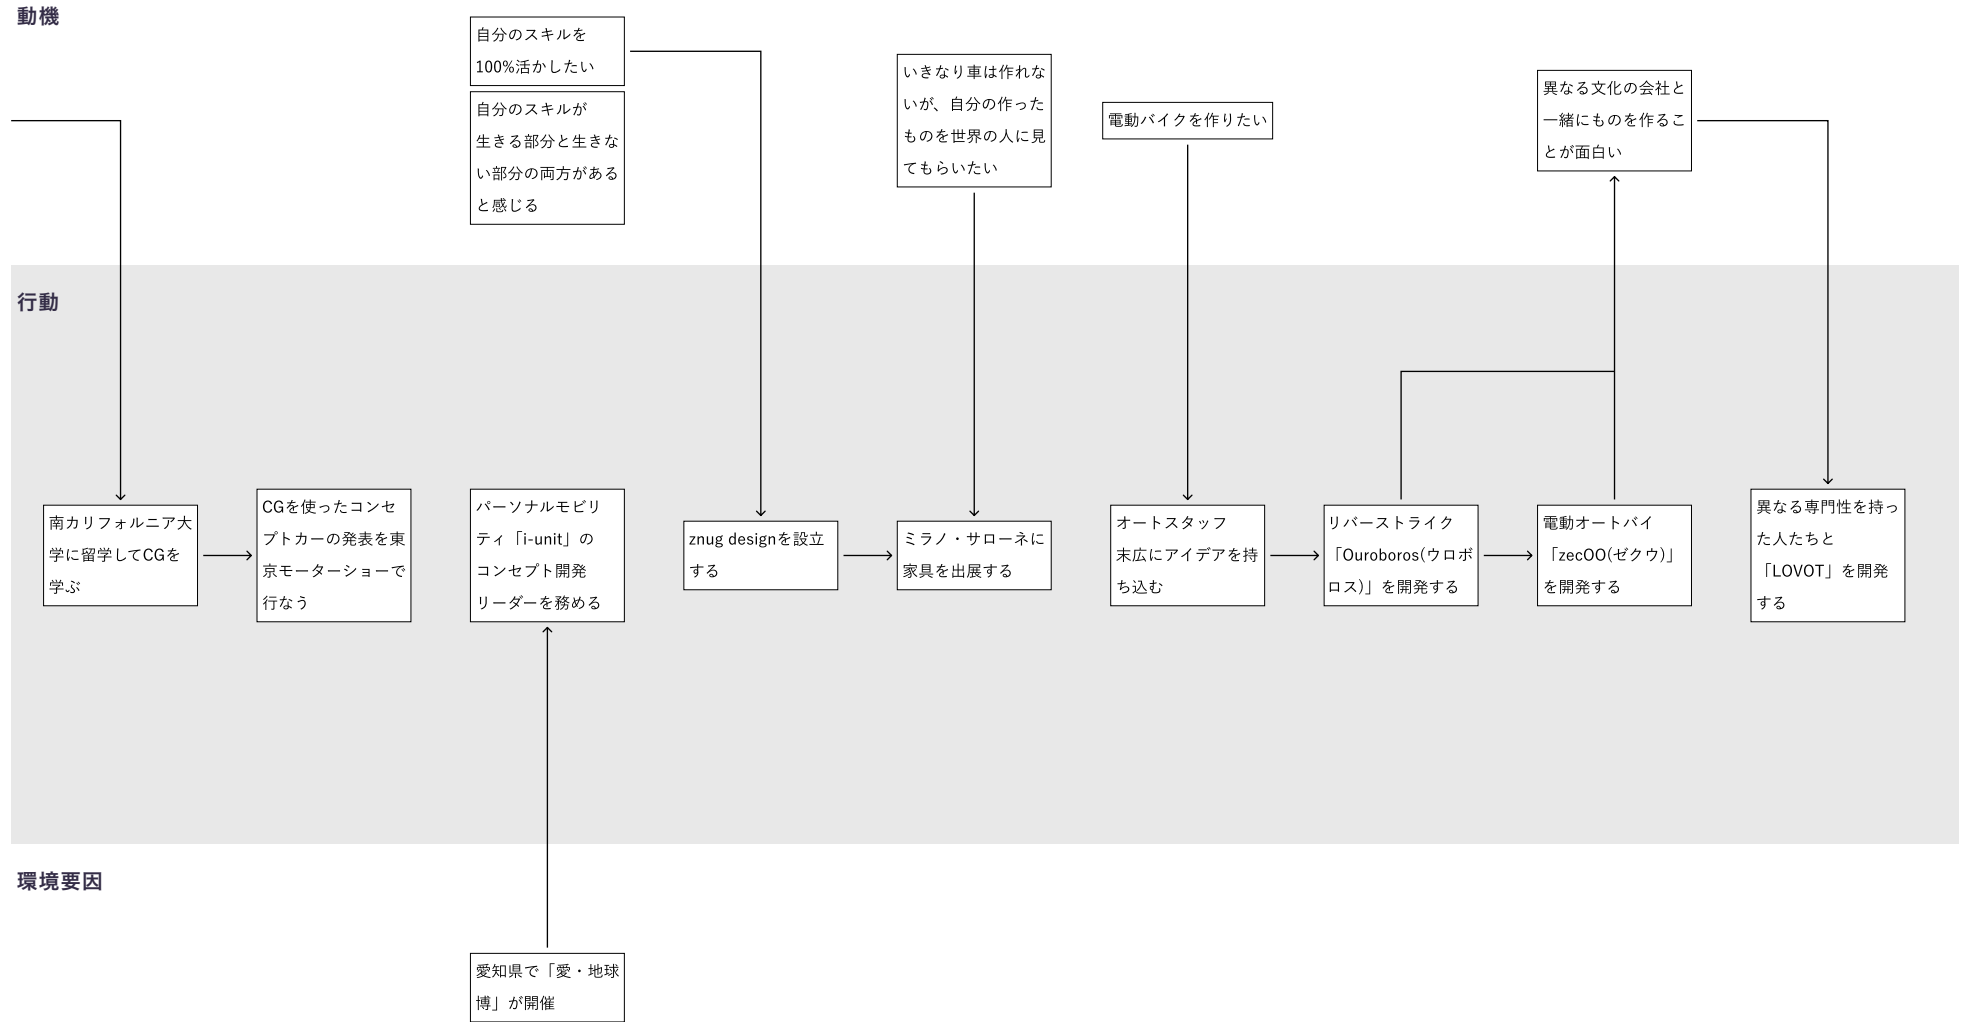 動機
自分のスキルを
100%活かしたい
自分のスキルが
生きる部分と生きな
い部分の両方がある
と感じる
いきなり車は作れな
いが、自分の作った
ものを世界の人に見
てもらいたい
電動バイクを作りたい
異なる文化の会社と
一緒にものを作るこ
とが面白い
行動
南カリフォルニア大
学に留学してCGを
学ぶ
CGを使ったコンセ
プトカーの発表を東
京モーターショーで
行なう
パーソナルモビリ
ティ「i-unit」の
コンセプト開発
リーダーを務める
znug designを設立
する
ミラノ・サローネに
家具を出展する
オートスタッフ
末広にアイデアを持
ち込む
リバーストライク
「Ouroboros(ウロボ
ロス)」を開発する
電動オートバイ
「zecOO(ゼクウ)」
を開発する
異なる専門性を持っ
た人たちと
「LOVOT」を開発
する
環境要因
愛知県で「愛・地球
博」が開催